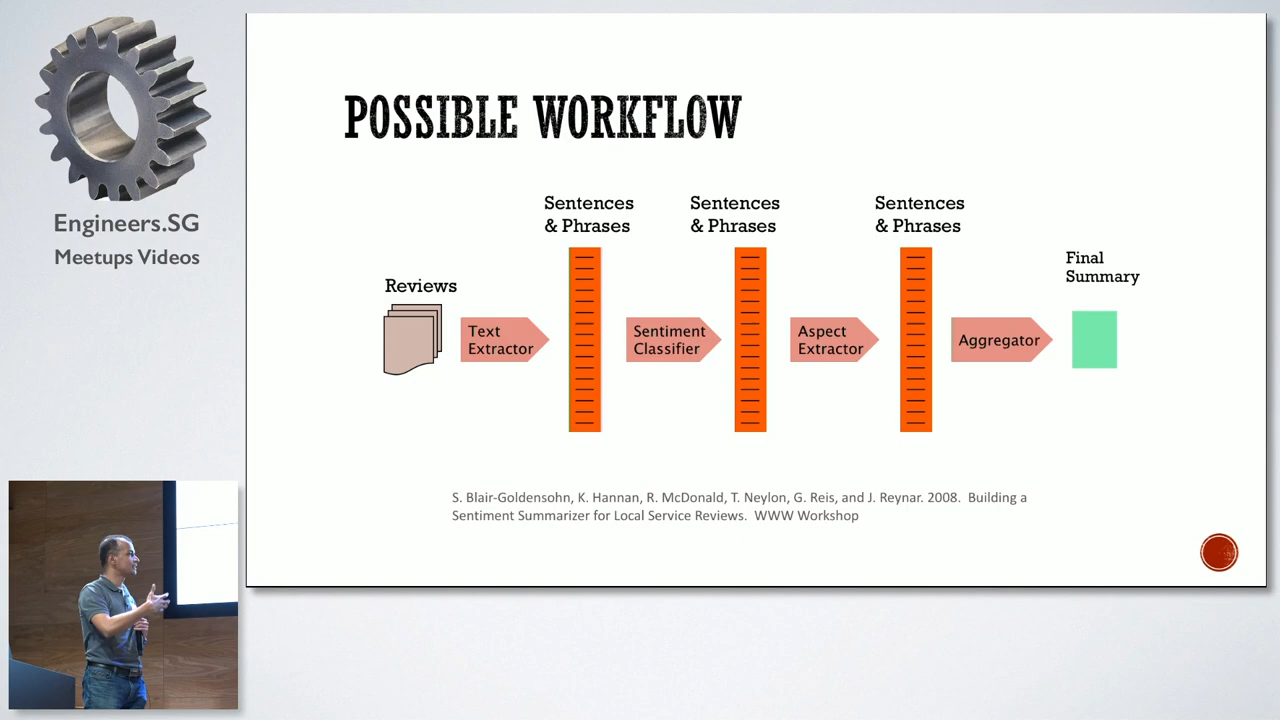 Engineers.SG
Meetups Videos
POSSIBLE WORKFLOW
Reviews
Text
Extractor
Sentences
& Phrases
Sentiment
Classifier
Sentences
& Phrases
Aspect
Extractor
Sentences
& Phrases
Aggregator
Final
Summary
S. Blair-Goldensohn, K. Hannan, R. McDonald, T. Neylon, G. Reis, and J. Reynar. 2008.  Building a
Sentiment Summarizer for Local Service Reviews.  WWW Workshop